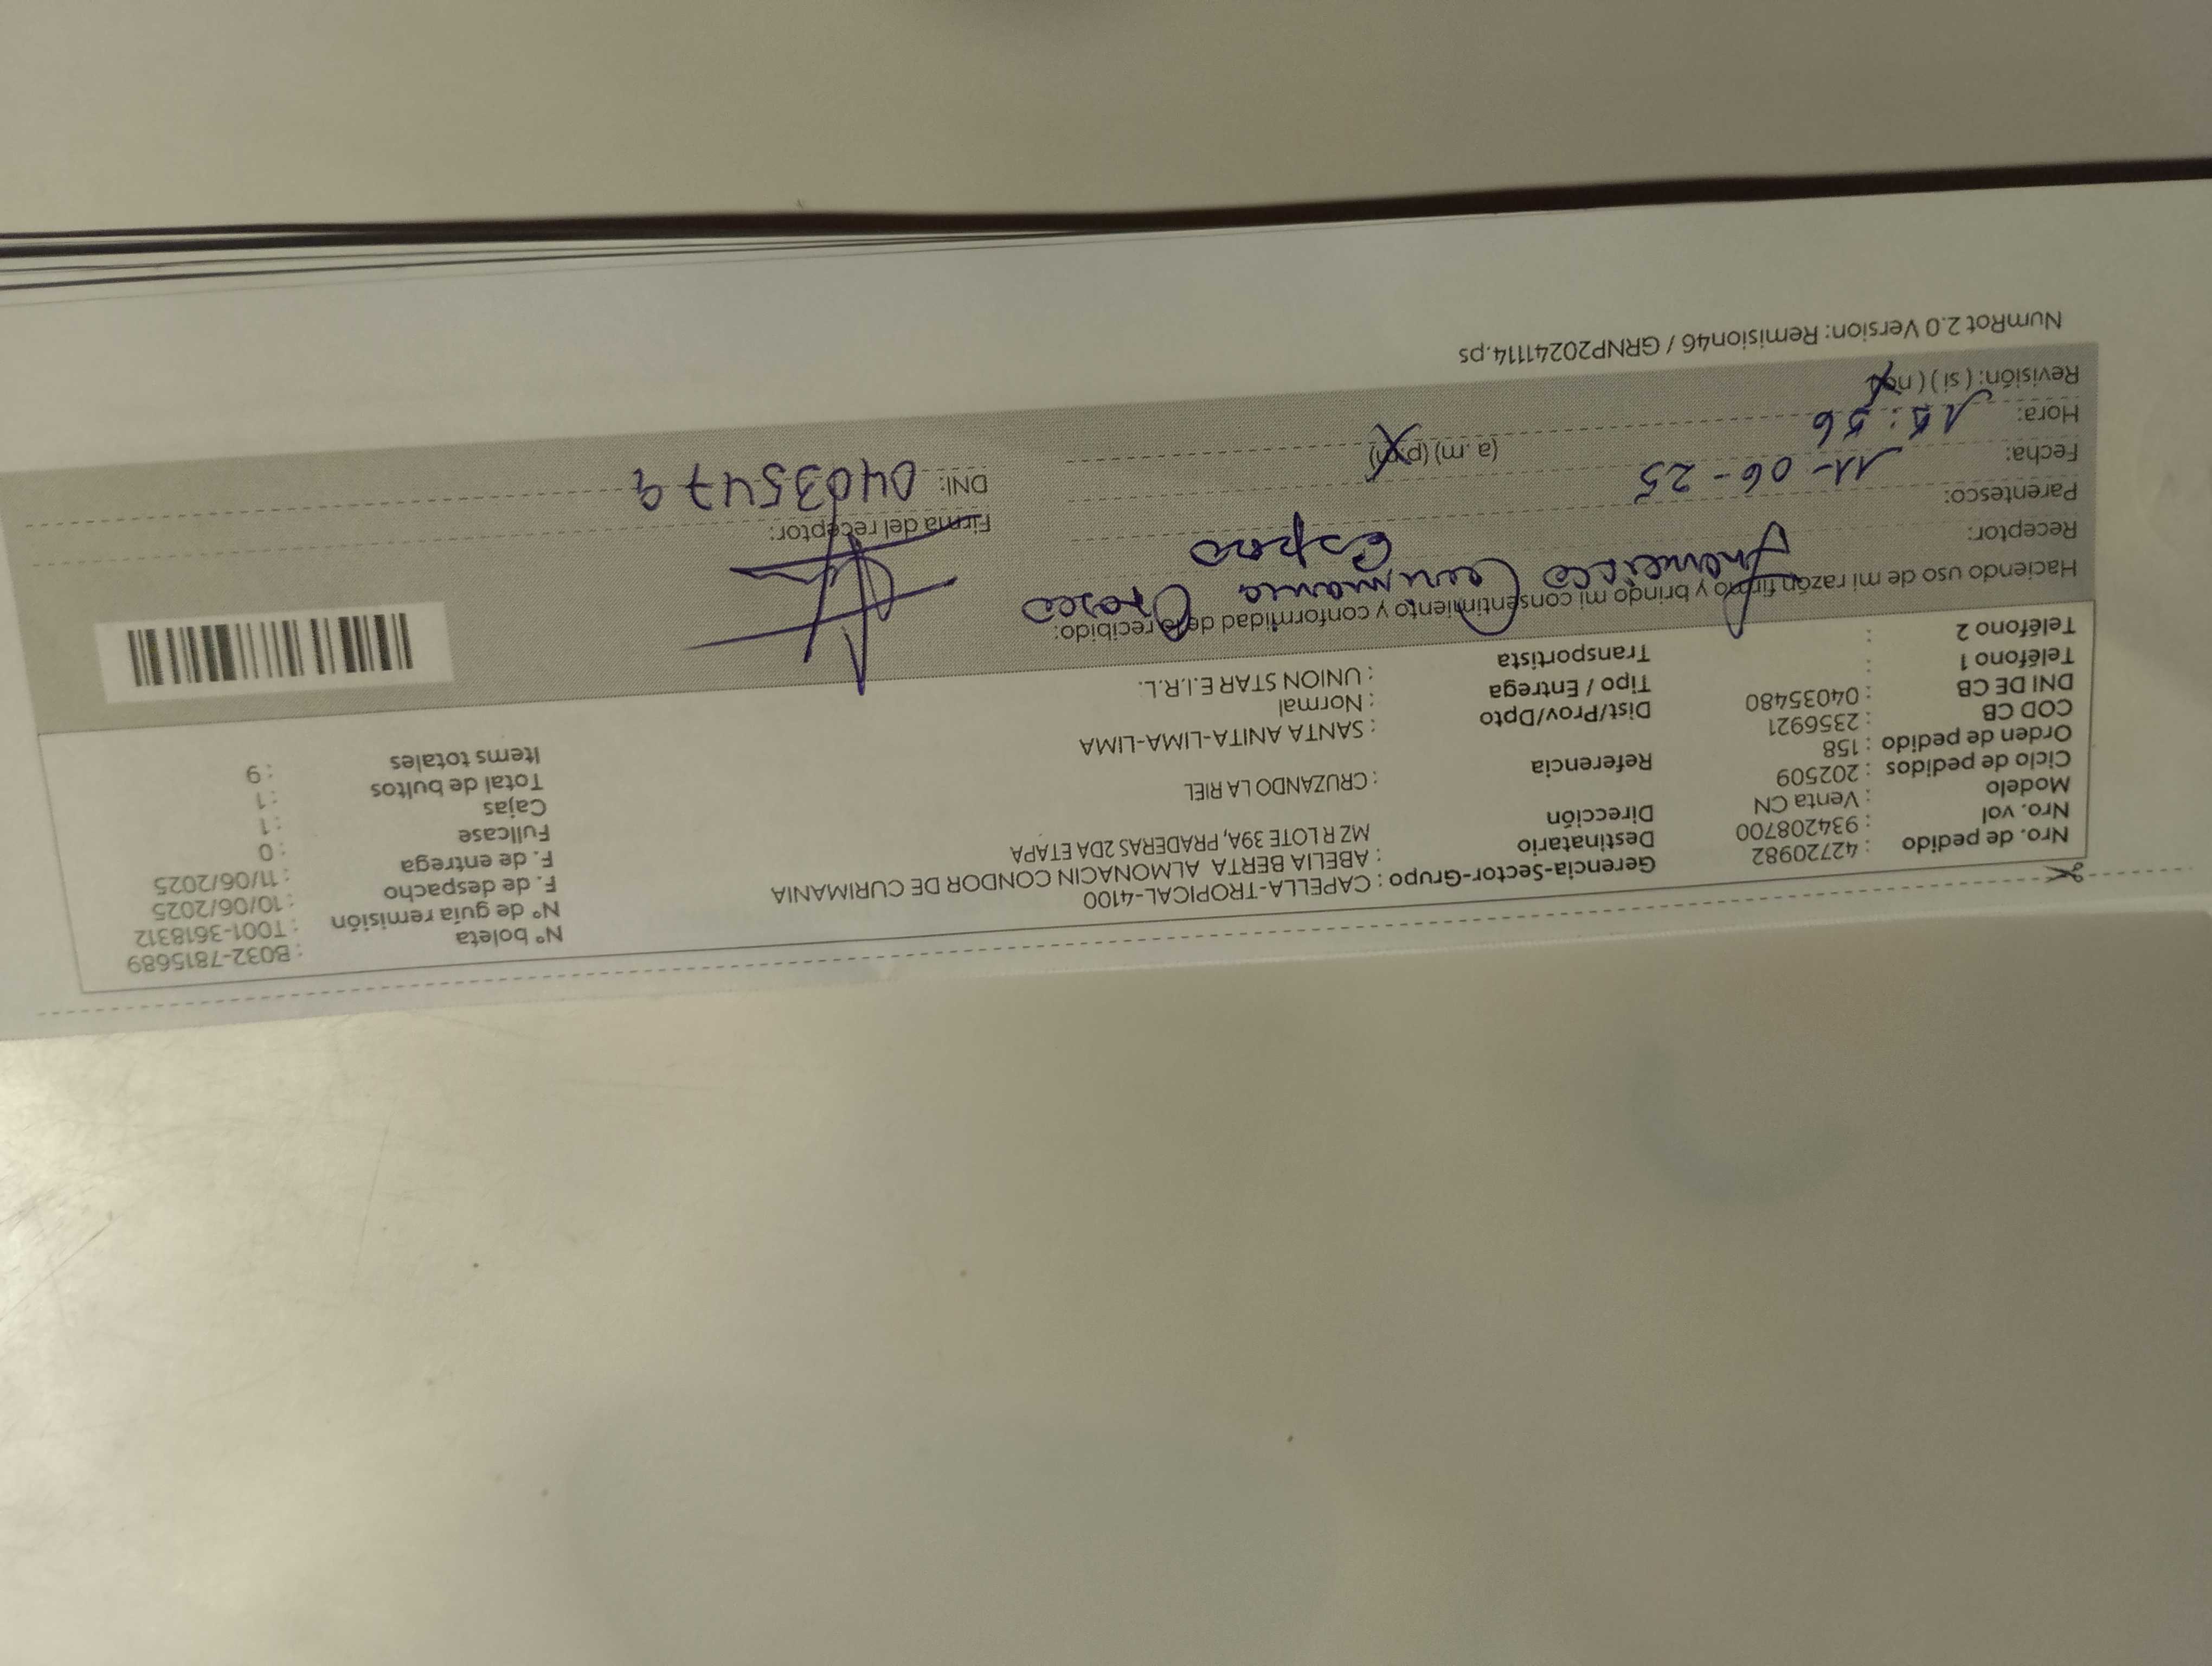 Nro. de pedido : 42720982
Nro. vol : 934208700
Modelo : Venta CN
Ciclo de pedidos : 202509
Orden de pedido : 158
COD CB : 2356921
DNI DE CB : 04035480
Teléfono 1 :
Teléfono 2 :
Gerencia-Sector-Grupo : CAPELLA-TROPICAL-4100
Destinatario : ABELIA BERTA ALMONACIN CONDOR DE CURIMANIA
Dirección MZ R LOTE 39A, PRADERAS 2DA ETAPA
Referencia : CRUZANDO LA RIEL
Dist/Prov/Dpto : SANTA ANITA-LIMA-LIMA
Tipo / Entrega : Normal
Transportista : UNION STAR E.I.R.L.
N° boleta : B032-7815689
N° de guía remisión : T001-3618312
F. de despacho : 10/06/2025
F. de entrega : 11/06/2025
Fullcase : 0
Cajas : 1
Total de bultos : 1
Items totales : 9
Haciendo uso de mi razón firmo y brindo mi consentimiento y conformidad de lo recibido:
Receptor: Francisco Curimania Orosco
Parentesco: Esposo
Fecha: 11-06-25
Hora: 15:56 (a.m) (p.m)
Revisión: (si) (no)
Firma del receptor:
DNI: 04035479
NumRot 2.0 Version: Remision46 / GRNP20241114.ps